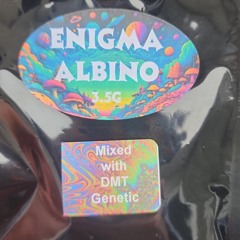 ENIGMA
ALBINO
3.5G
Mixed
with
DMT
Genetic